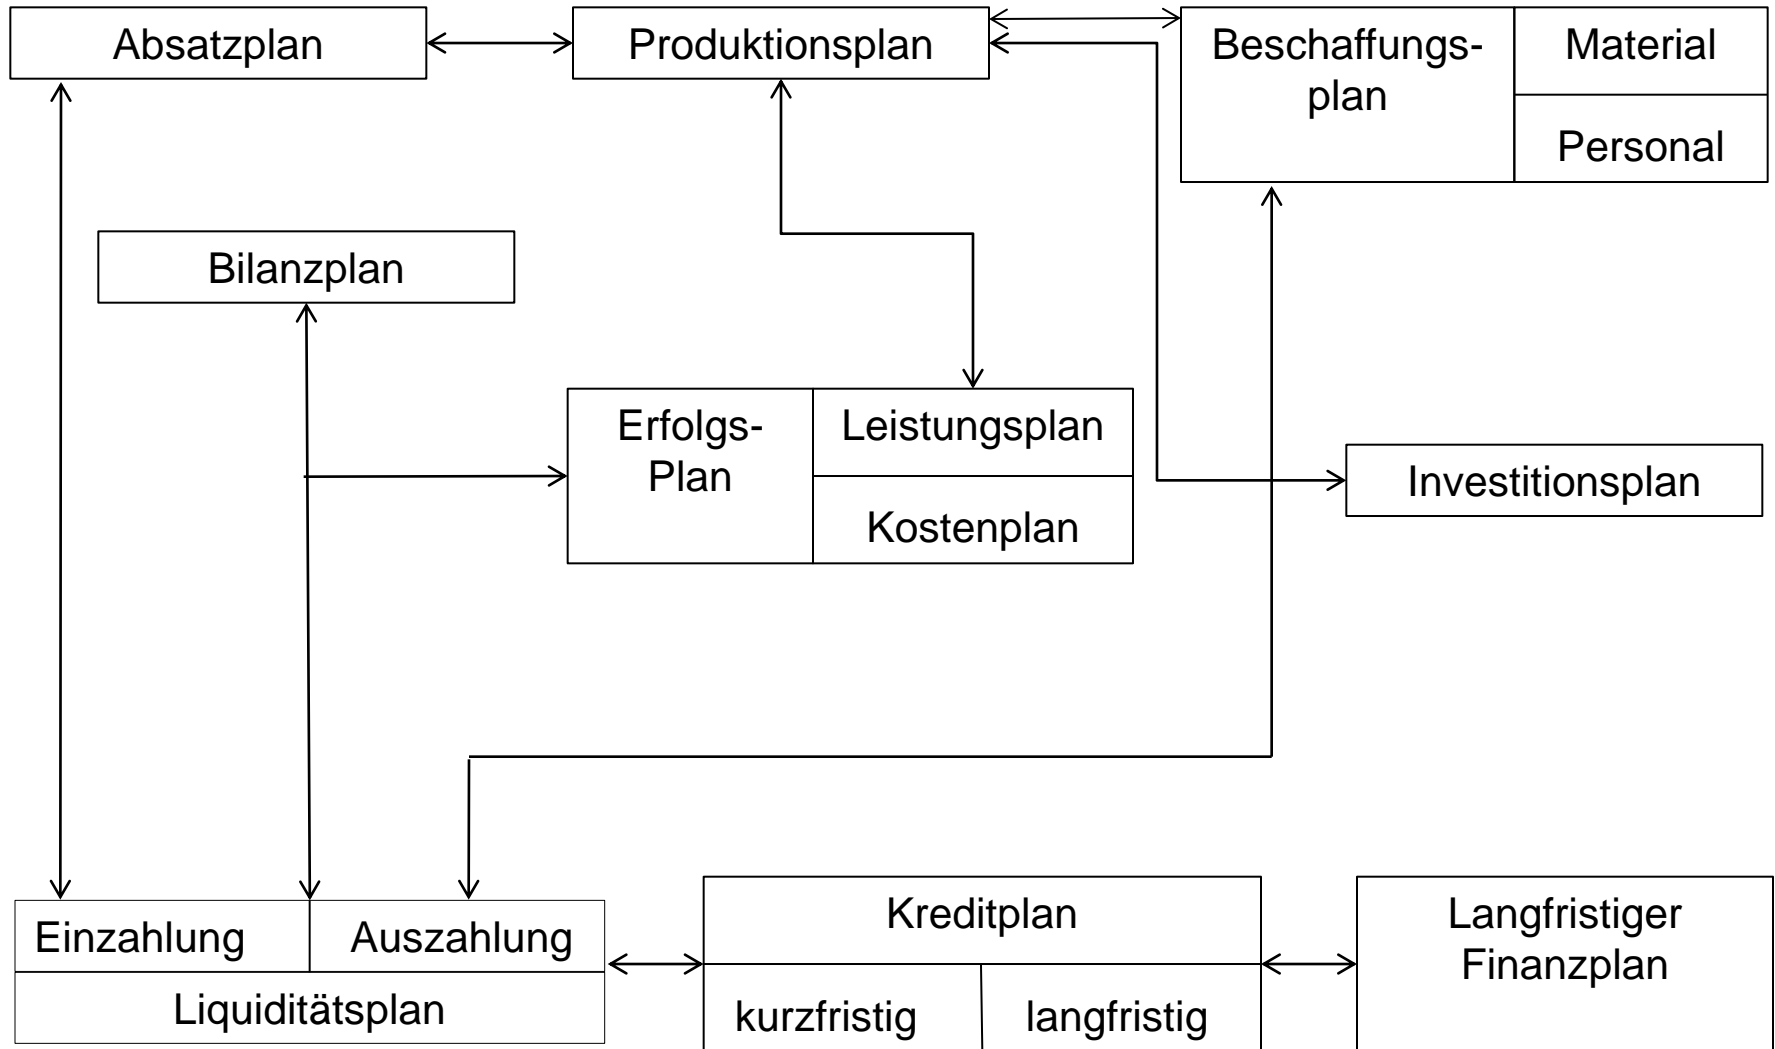 Absatzplan
Produktionsplan
Beschaffungs-
plan
Material
Personal
Bilanzplan
Erfolgs-
Plan
Leistungsplan
Kostenplan
Investitionsplan
Einzahlung
Auszahlung
Liquiditätsplan
Kreditplan
kurzfristig
langfristig
Langfristiger
Finanzplan